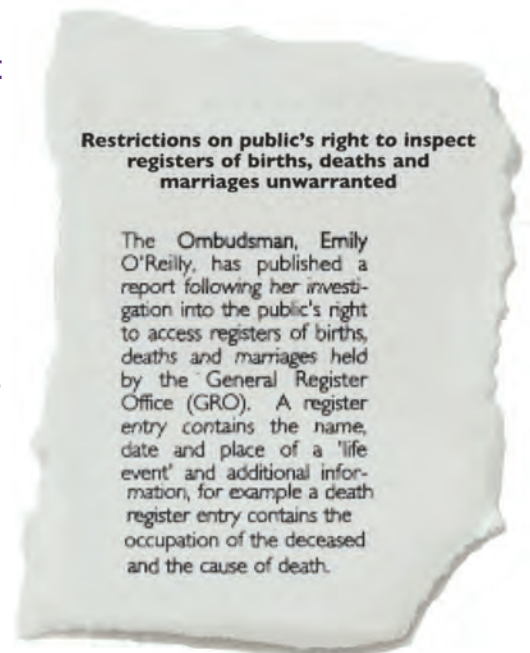 Restrictions on public's right to inspect
registers of births, deaths and
marriages unwarranted
The Ombudsman, Emily
O'Reilly, has published a
report following her investi-
gation into the public's right
to access registers of births,
deaths and marriages held
by the General Register
Office (GRO). A register
entry contains the name,
date and place of a 'life
event' and additional infor-
mation, for example a death
register entry contains the
occupation of the deceased
and the cause of death.